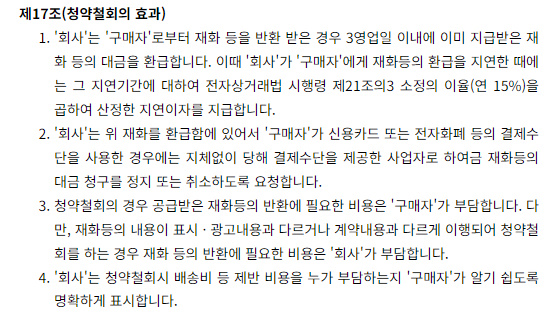 제17조(청약철회의 효과)
1. '회사'는 '구매자'로부터 재화 등을 반환 받은 경우 3영업일 이내에 이미 지급받은 재
화 등의 대금을 환급합니다. 이때 '회사'가 '구매자'에게 재화등의 환급을 지연한 때에
는 그 지연기간에 대하여 전자상거래법 시행령 제21조의3 소정의 이율(연 15%)을
곱하여 산정한 지연이자를 지급합니다.
2. '회사'는 위 재화를 환급함에 있어서 '구매자'가 신용카드 또는 전자화폐 등의 결제수
단을 사용한 경우에는 지체없이 당해 결제수단을 제공한 사업자로 하여금 재화등의
대금 청구를 정지 또는 취소하도록 요청합니다.
3. 청약철회의 경우 공급받은 재화등의 반환에 필요한 비용은 '구매자'가 부담합니다. 다
만, 재화등의 내용이 표시ㆍ광고내용과 다르거나 계약내용과 다르게 이행되어 청약철
회를 하는 경우 재화 등의 반환에 필요한 비용은 '회사'가 부담합니다.
4. '회사'는 청약철회시 배송비 등 제반 비용을 누가 부담하는지 '구매자'가 알기 쉽도록
명확하게 표시합니다.